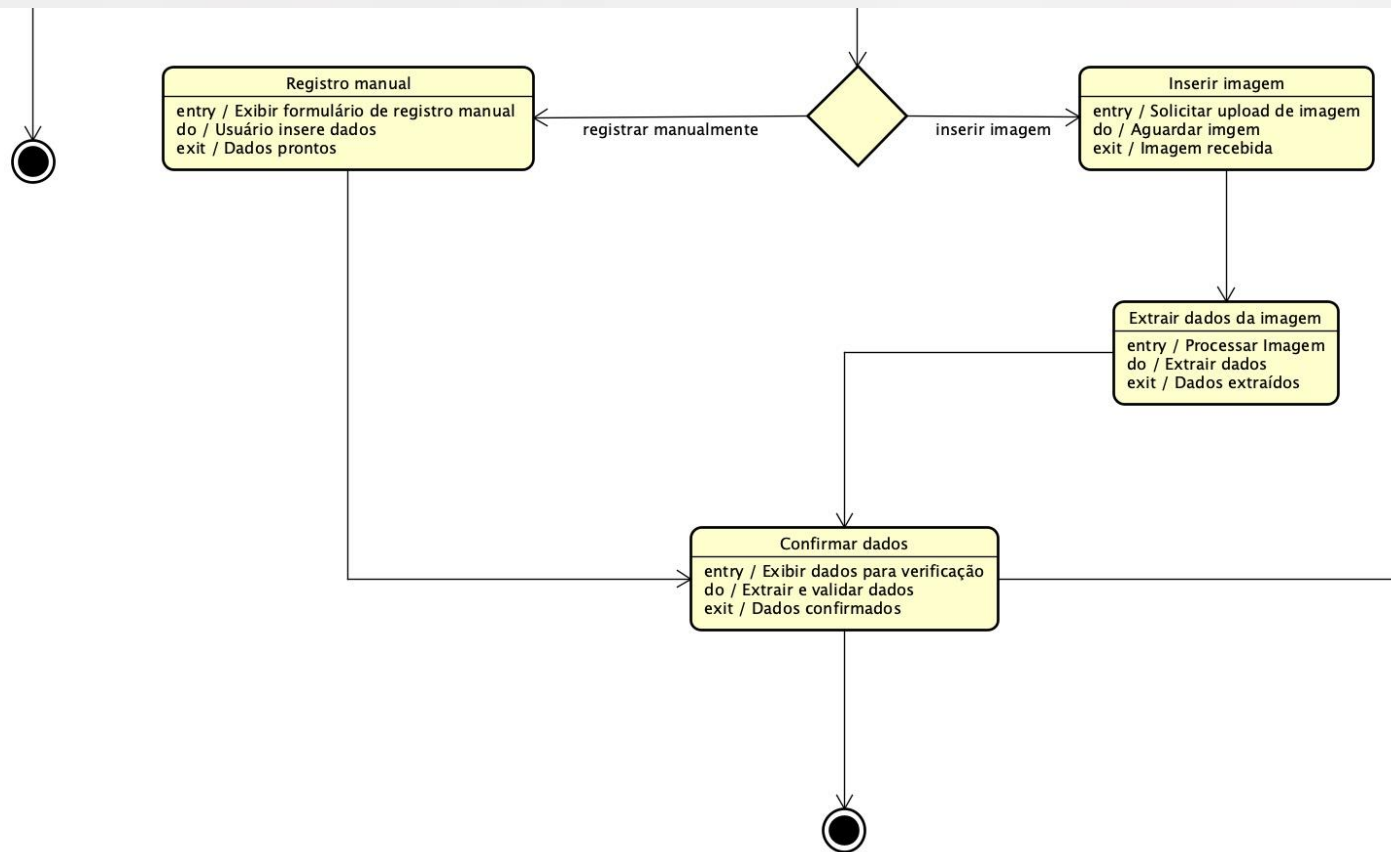 Registro manual
entry / Exibir formulário de registro manual
do / Usuário insere dados
exit / Dados prontos
registrar manualmente
inserir imagem
Inserir imagem
entry / Solicitar upload de imagem
do / Aguardar imgem
exit / Imagem recebida
Extrair dados da imagem
entry / Processar Imagem
do / Extrair dados
exit / Dados extraídos
Confirmar dados
entry / Exibir dados para verificação
do / Extrair e validar dados
exit / Dados confirmados